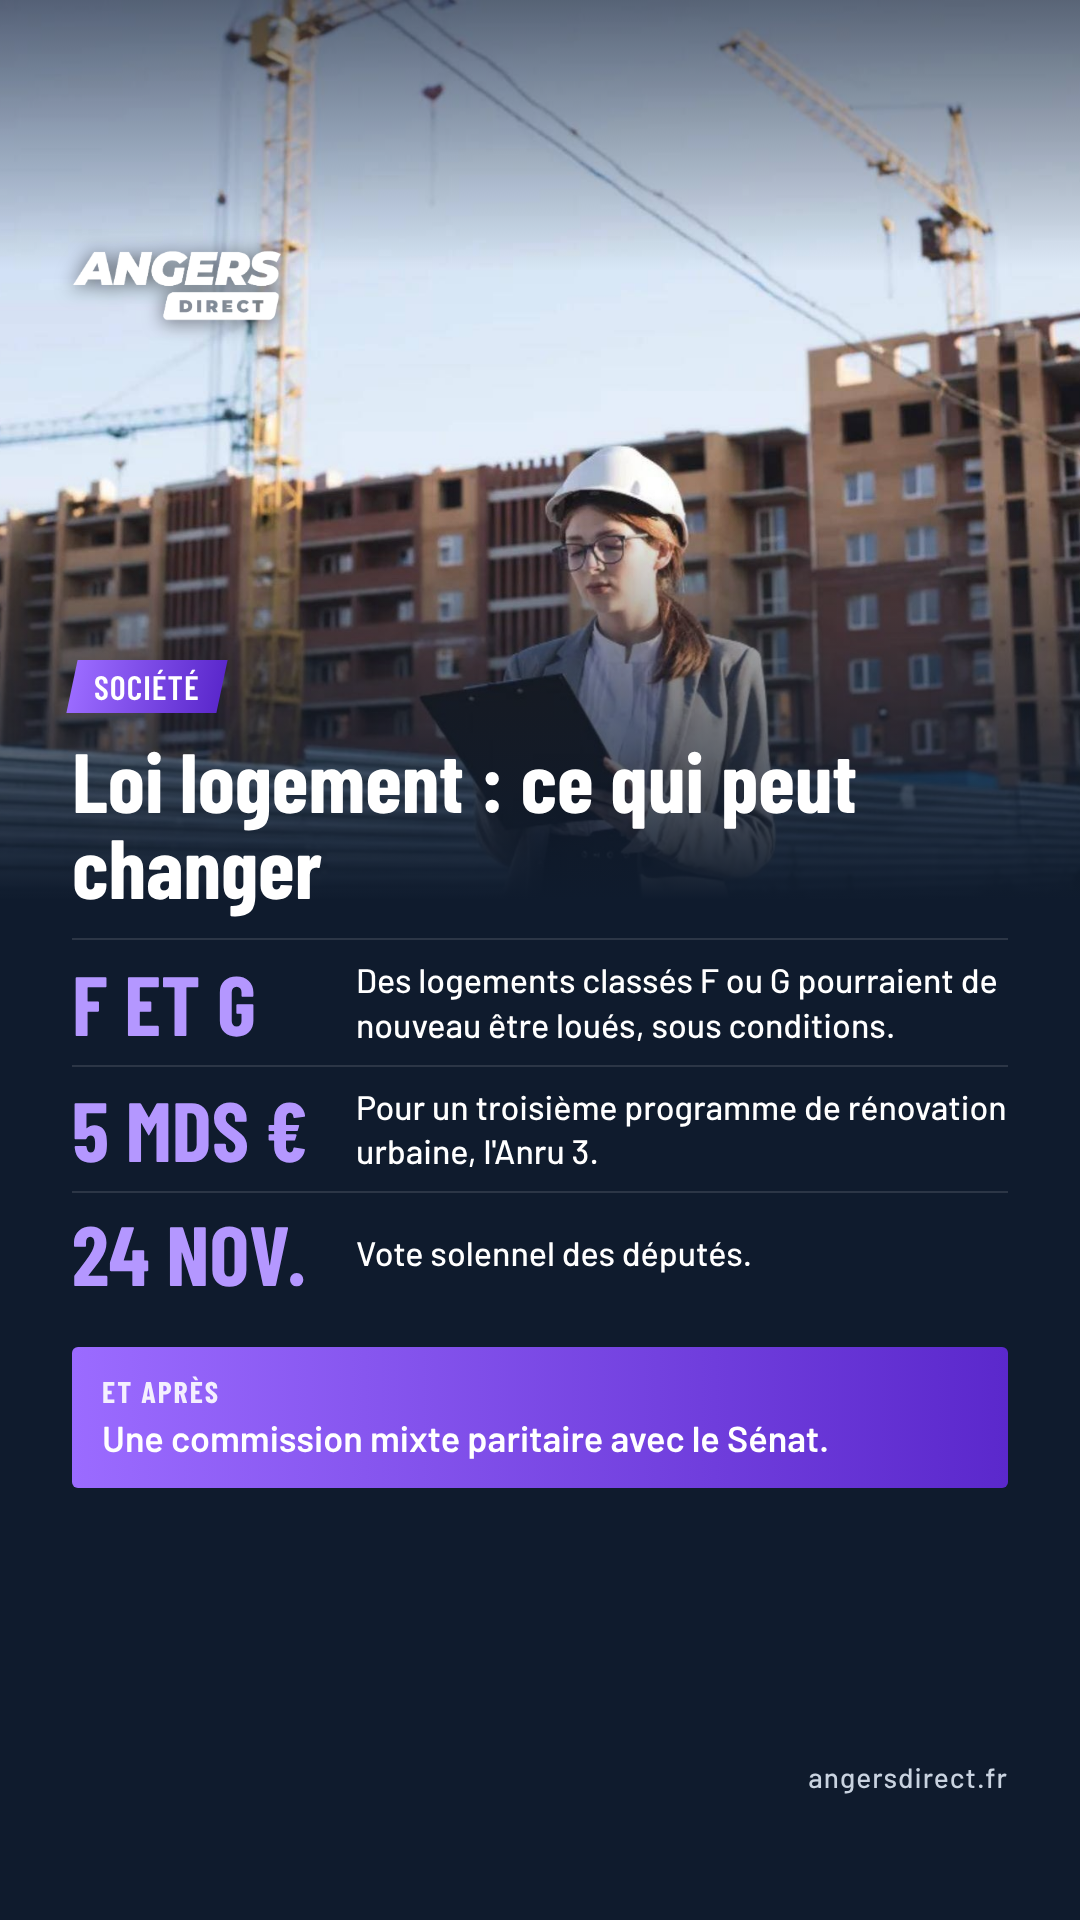 ANGERS
DIRECT
SOCIÉTÉ
Loi logement : ce qui peut
changer
F ET G
Des logements classés F ou G pourraient de
nouveau être loués, sous conditions.
5 MDS €
Pour un troisième programme de rénovation
urbaine, l'Anru 3.
24 NOV.
Vote solennel des députés.
ET APRÈS
Une commission mixte paritaire avec le Sénat.
angersdirect.fr